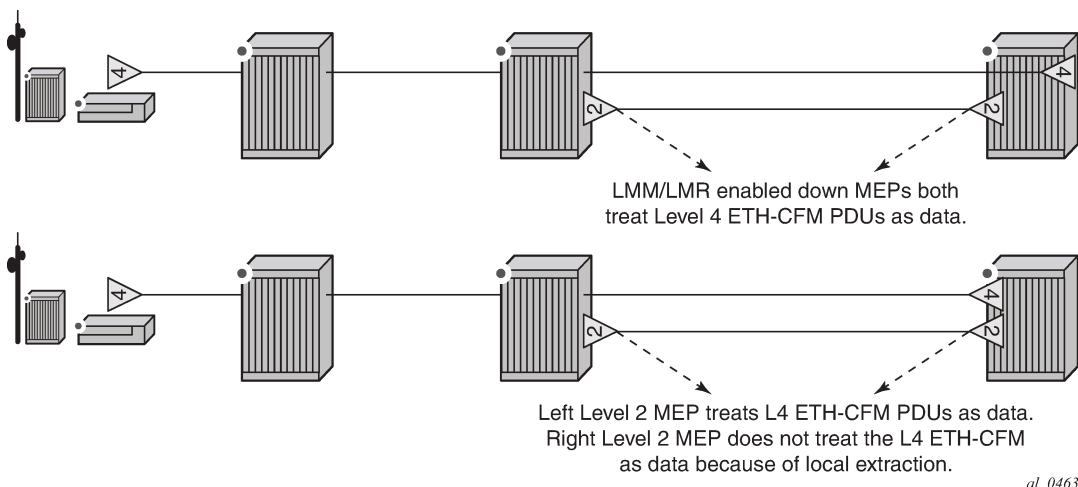 4
4
2
2
LMM/LMR enabled down MEPs both
treat Level 4 ETH-CFM PDUs as data.
4
4
2
2
Left Level 2 MEP treats L4 ETH-CFM PDUs as data.
Right Level 2 MEP does not treat the L4 ETH-CFM
as data because of local extraction.
al_0463